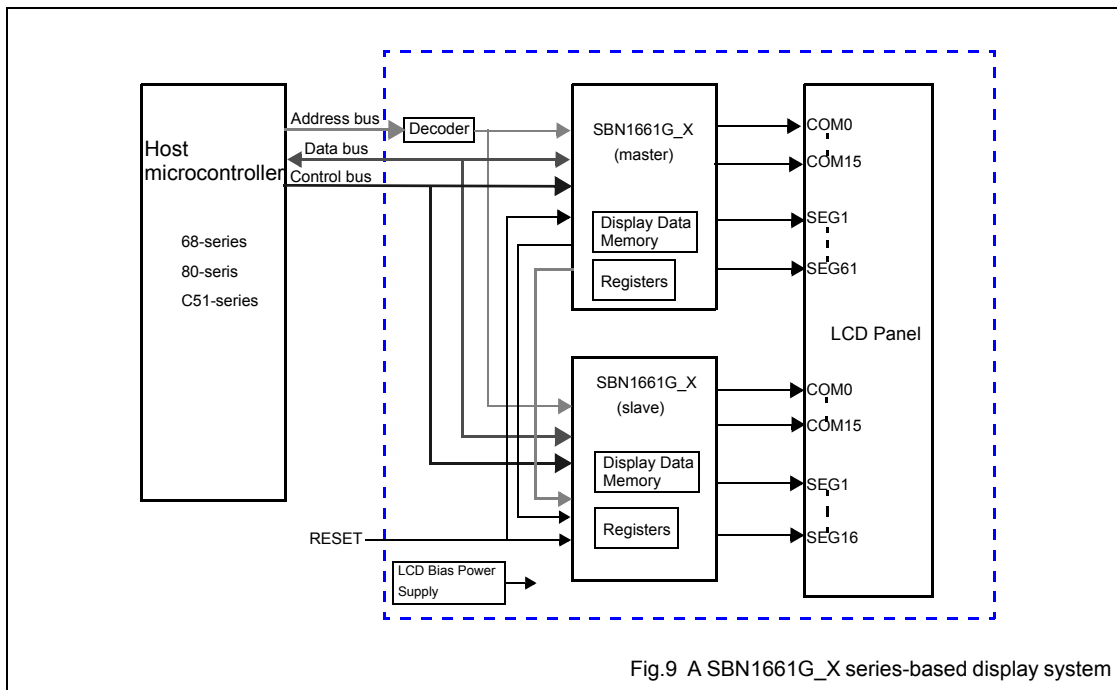 Host
microcontroller
68-series
80-seris
C51-series
Address bus
Data bus
Control bus
Decoder
SBN1661G_X
(master)
Display Data
Memory
Registers
COM0
COM15
SEG1
SEG61
LCD Panel
SBN1661G_X
(slave)
Display Data
Memory
Registers
COM0
COM15
SEG1
SEG16
RESET
LCD Bias Power
Supply
Fig.9 A SBN1661G_X series-based display system